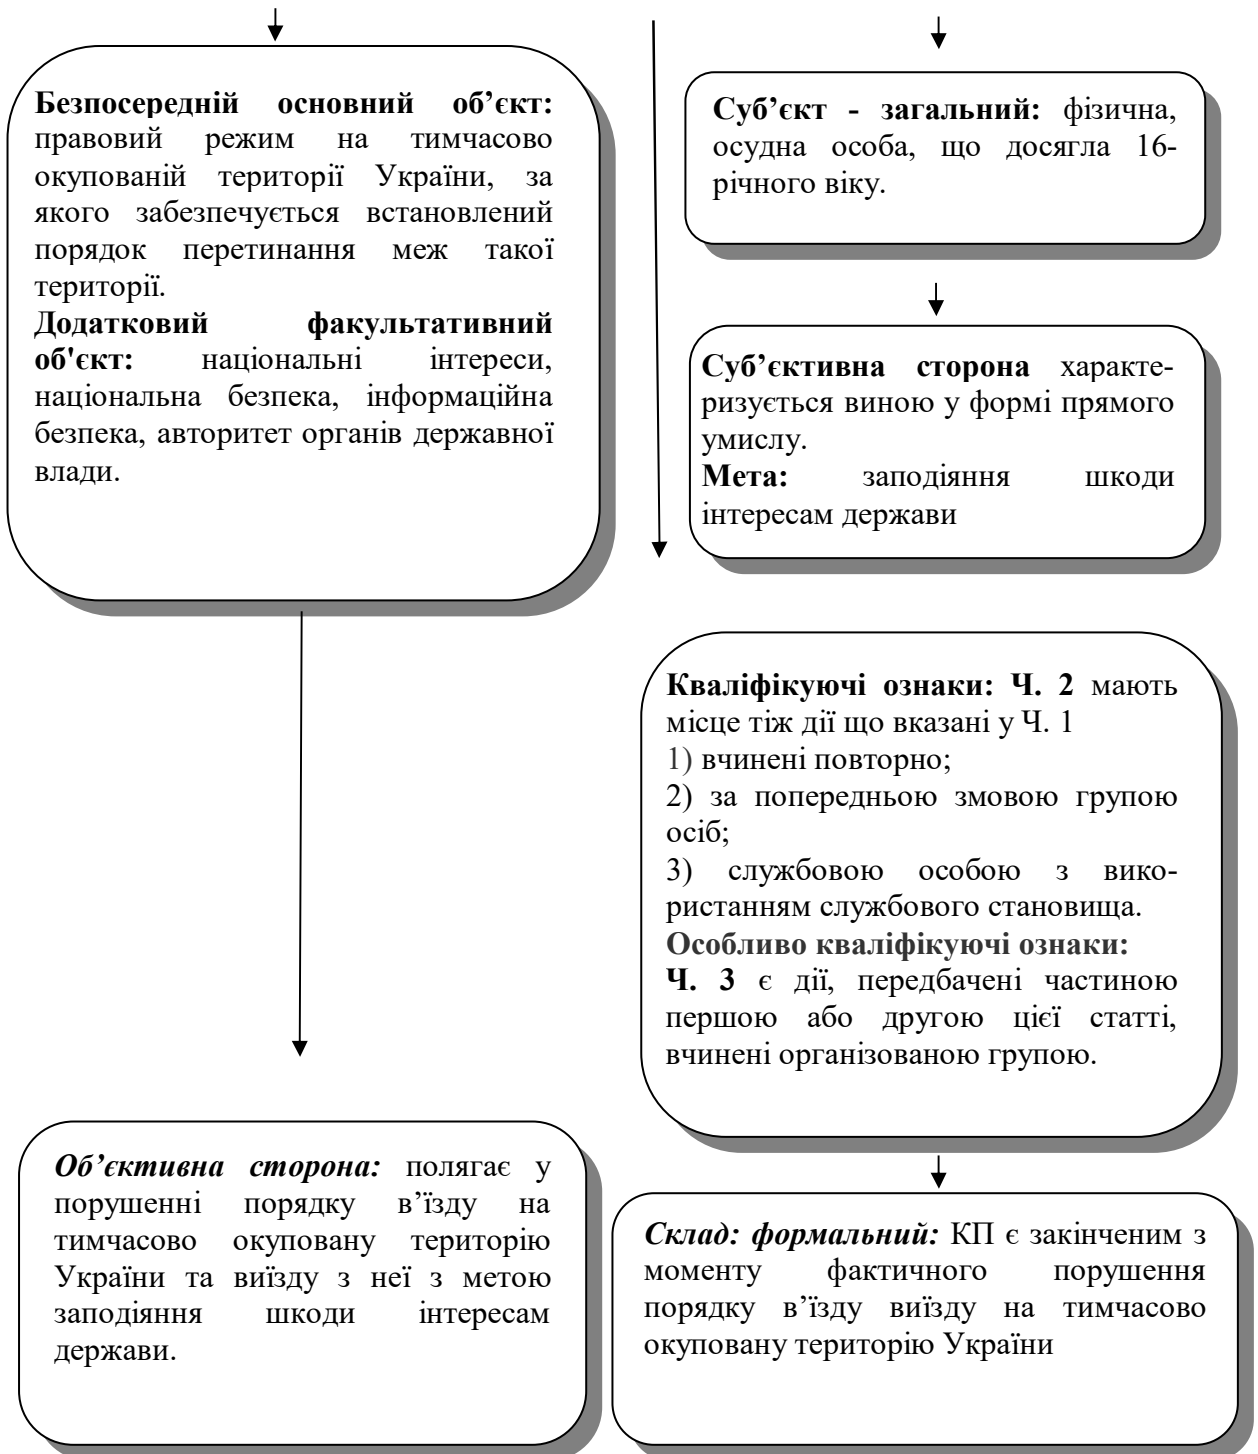 Безпосередній основний об’єкт:
правовий режим на тимчасово
окупованій території України, за
якого забезпечується встановлений
порядок перетинання меж такої
території.
Додатковий факультативний
об'єкт: національні інтереси,
національна безпека, інформаційна
безпека, авторитет органів державної
влади.
Суб’єкт - загальний: фізична,
осудна особа, що досягла 16-
річного віку.
Суб’єктивна сторона характе-
ризується виною у формі прямого
умислу.
Мета: заподіяння шкоди
інтересам держави
Кваліфікуючі ознаки: Ч. 2 мають
місце тіж дії що вказані у Ч. 1
1) вчинені повторно;
2) за попередньою змовою групою
осіб;
3) службовою особою з вико-
ристанням службового становища.
Особливо кваліфікуючі ознаки:
Ч. 3 є дії, передбачені частиною
першою або другою цієї статті,
вчинені організованою групою.
Об’єктивна сторона: полягає у
порушенні порядку в’їзду на
тимчасово окуповану територію
України та виїзду з неї з метою
заподіяння шкоди інтересам
держави.
Склад: формальний: КП є закінченим з
моменту фактичного порушення
порядку в’їзду виїзду на тимчасово
окуповану територію України